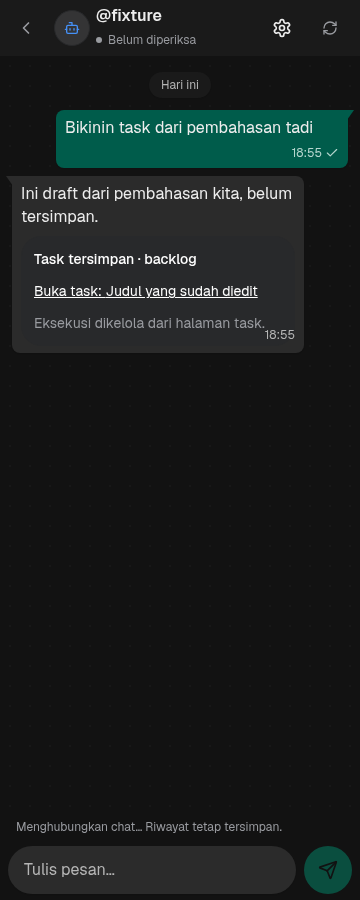 @fixture
Belum diperiksa
Hari ini
Bikinin task dari pembahasan tadi
18:55
Ini draft dari pembahasan kita, belum
tersimpan.
Task tersimpan · backlog
Buka task: Judul yang sudah diedit
Eksekusi dikelola dari halaman task.
18:55
Menghubungkan chat... Riwayat tetap tersimpan.
Tulis pesan...